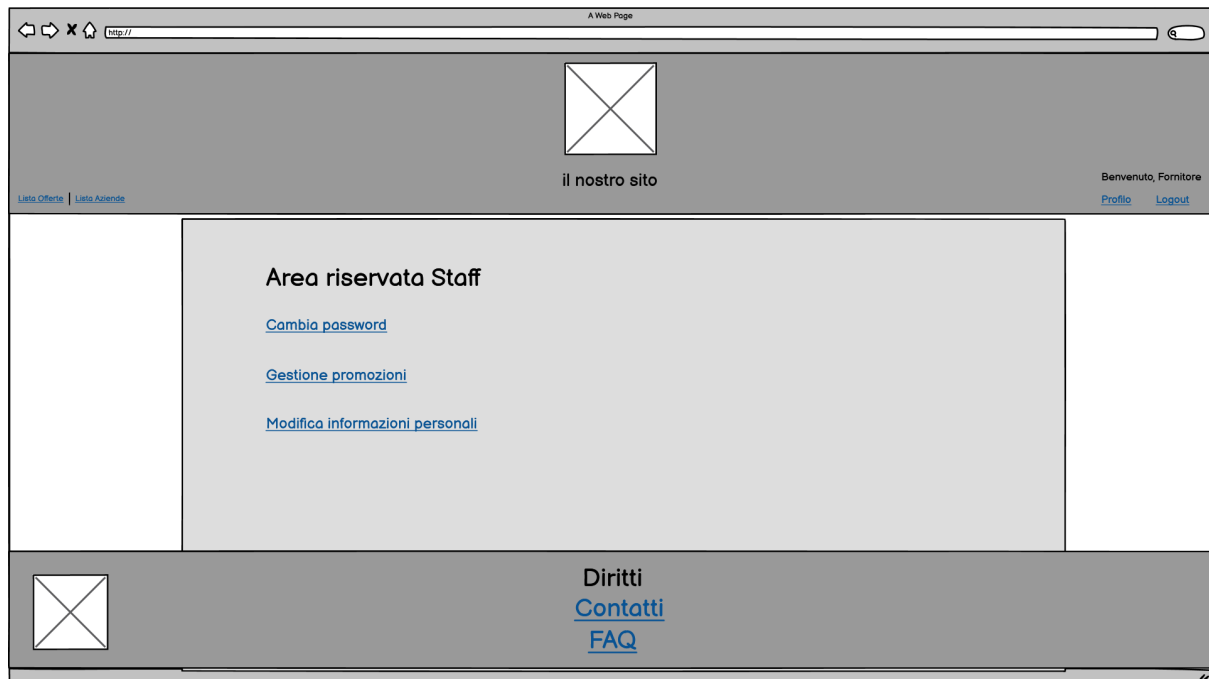 A Web Page
http://
il nostro sito
Benvenuto, Fornitore
Lista Offerte | Lista Aziende
Profilo Logout
Area riservata Staff
Cambia password
Gestione promozioni
Modifica informazioni personali
Diritti
Contatti
FAQ